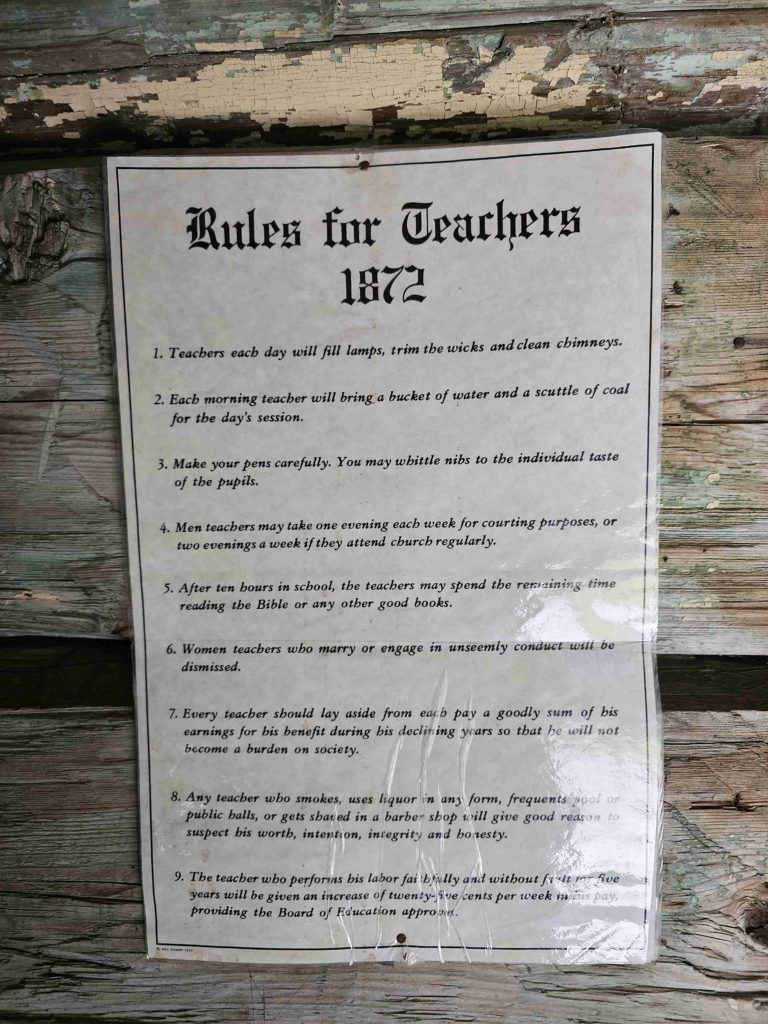 Rules for Teachers
1872
1. Teachers each day will fill lamps, trim the wicks and clean chimneys.
2. Each morning teacher will bring a bucket of water and a scuttle of coal
for the day's session.
3. Make your pens carefully. You may whittle nibs to the individual taste
of the pupils.
4. Men teachers may take one evening each week for courting purposes, or
two evenings a week if they attend church regularly.
5. After ten hours in school, the teachers may spend the remaining time
reading the Bible or any other good books.
6. Women teachers who marry or engage in unseemly conduct will be
dismissed.
7. Every teacher should lay aside from each pay a goodly sum of his
earnings for his benefit during his declining years so that he will not
become a burden on society.
8. Any teacher who smokes, uses liquor in any form, frequents pool or
public halls, or gets shaved in a barber shop will give good reason to
suspect his worth, intention, integrity and honesty.
9. The teacher who performs his labor faithfully and without fault for five
years will be given an increase of twenty-five cents per week in his pay,
providing the Board of Education approves.